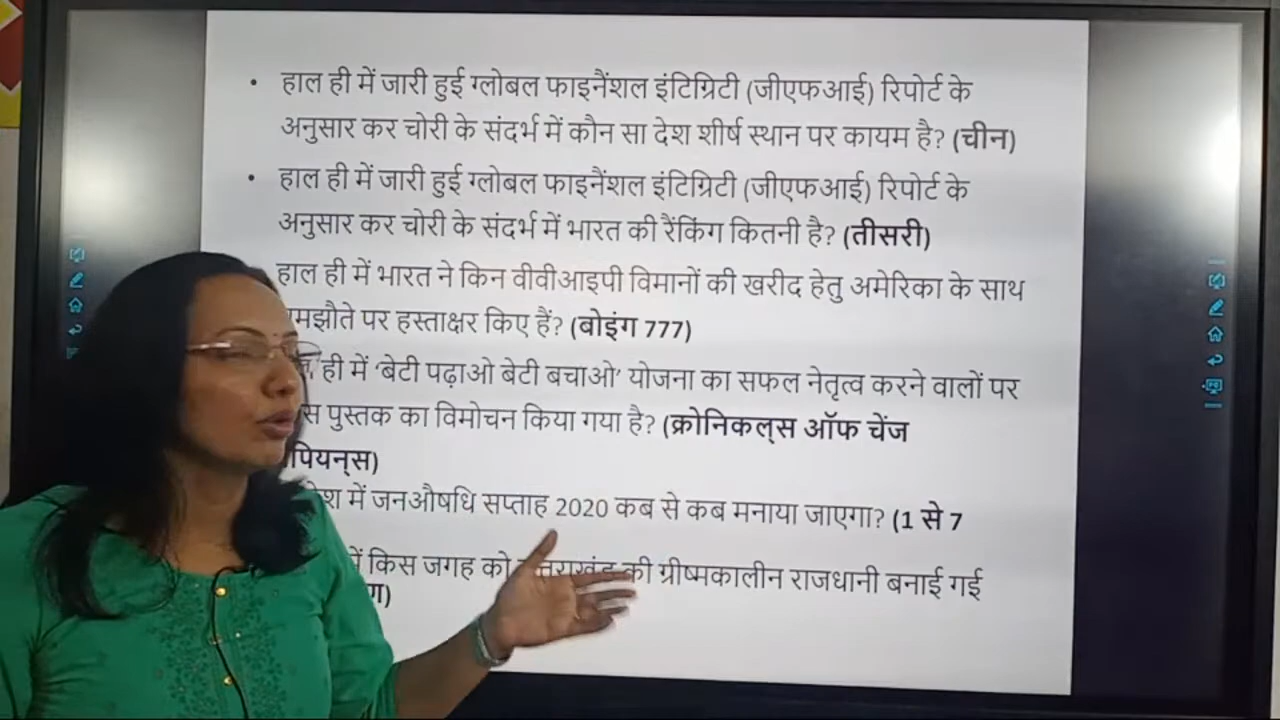 • हाल ही में जारी हुई ग्लोबल फाइनैंशल इंटिग्रिटी (जीएफआई) रिपोर्ट के
अनुसार कर चोरी के संदर्भ में कौन सा देश शीर्ष स्थान पर कायम है? (चीन)
• हाल ही में जारी हुई ग्लोबल फाइनैंशल इंटिग्रिटी (जीएफआई) रिपोर्ट के
अनुसार कर चोरी के संदर्भ में भारत की रैंकिंग कितनी है? (तीसरी)
हाल ही में भारत ने किन वीवीआइपी विमानों की खरीद हेतु अमेरिका के साथ
मझौते पर हस्ताक्षर किए हैं? (बोइंग 777)
ही में ‘बेटी पढ़ाओ बेटी बचाओ’ योजना का सफल नेतृत्व करने वालों पर
स पुस्तक का विमोचन किया गया है? (क्रोनिकल्स ऑफ चेंज
पियन्स)
श में जनऔषधि सप्ताह 2020 कब से कब मनाया जाएगा? (1 से 7
में किस जगह को की ग्रीष्मकालीन राजधानी बनाई गई
ण)